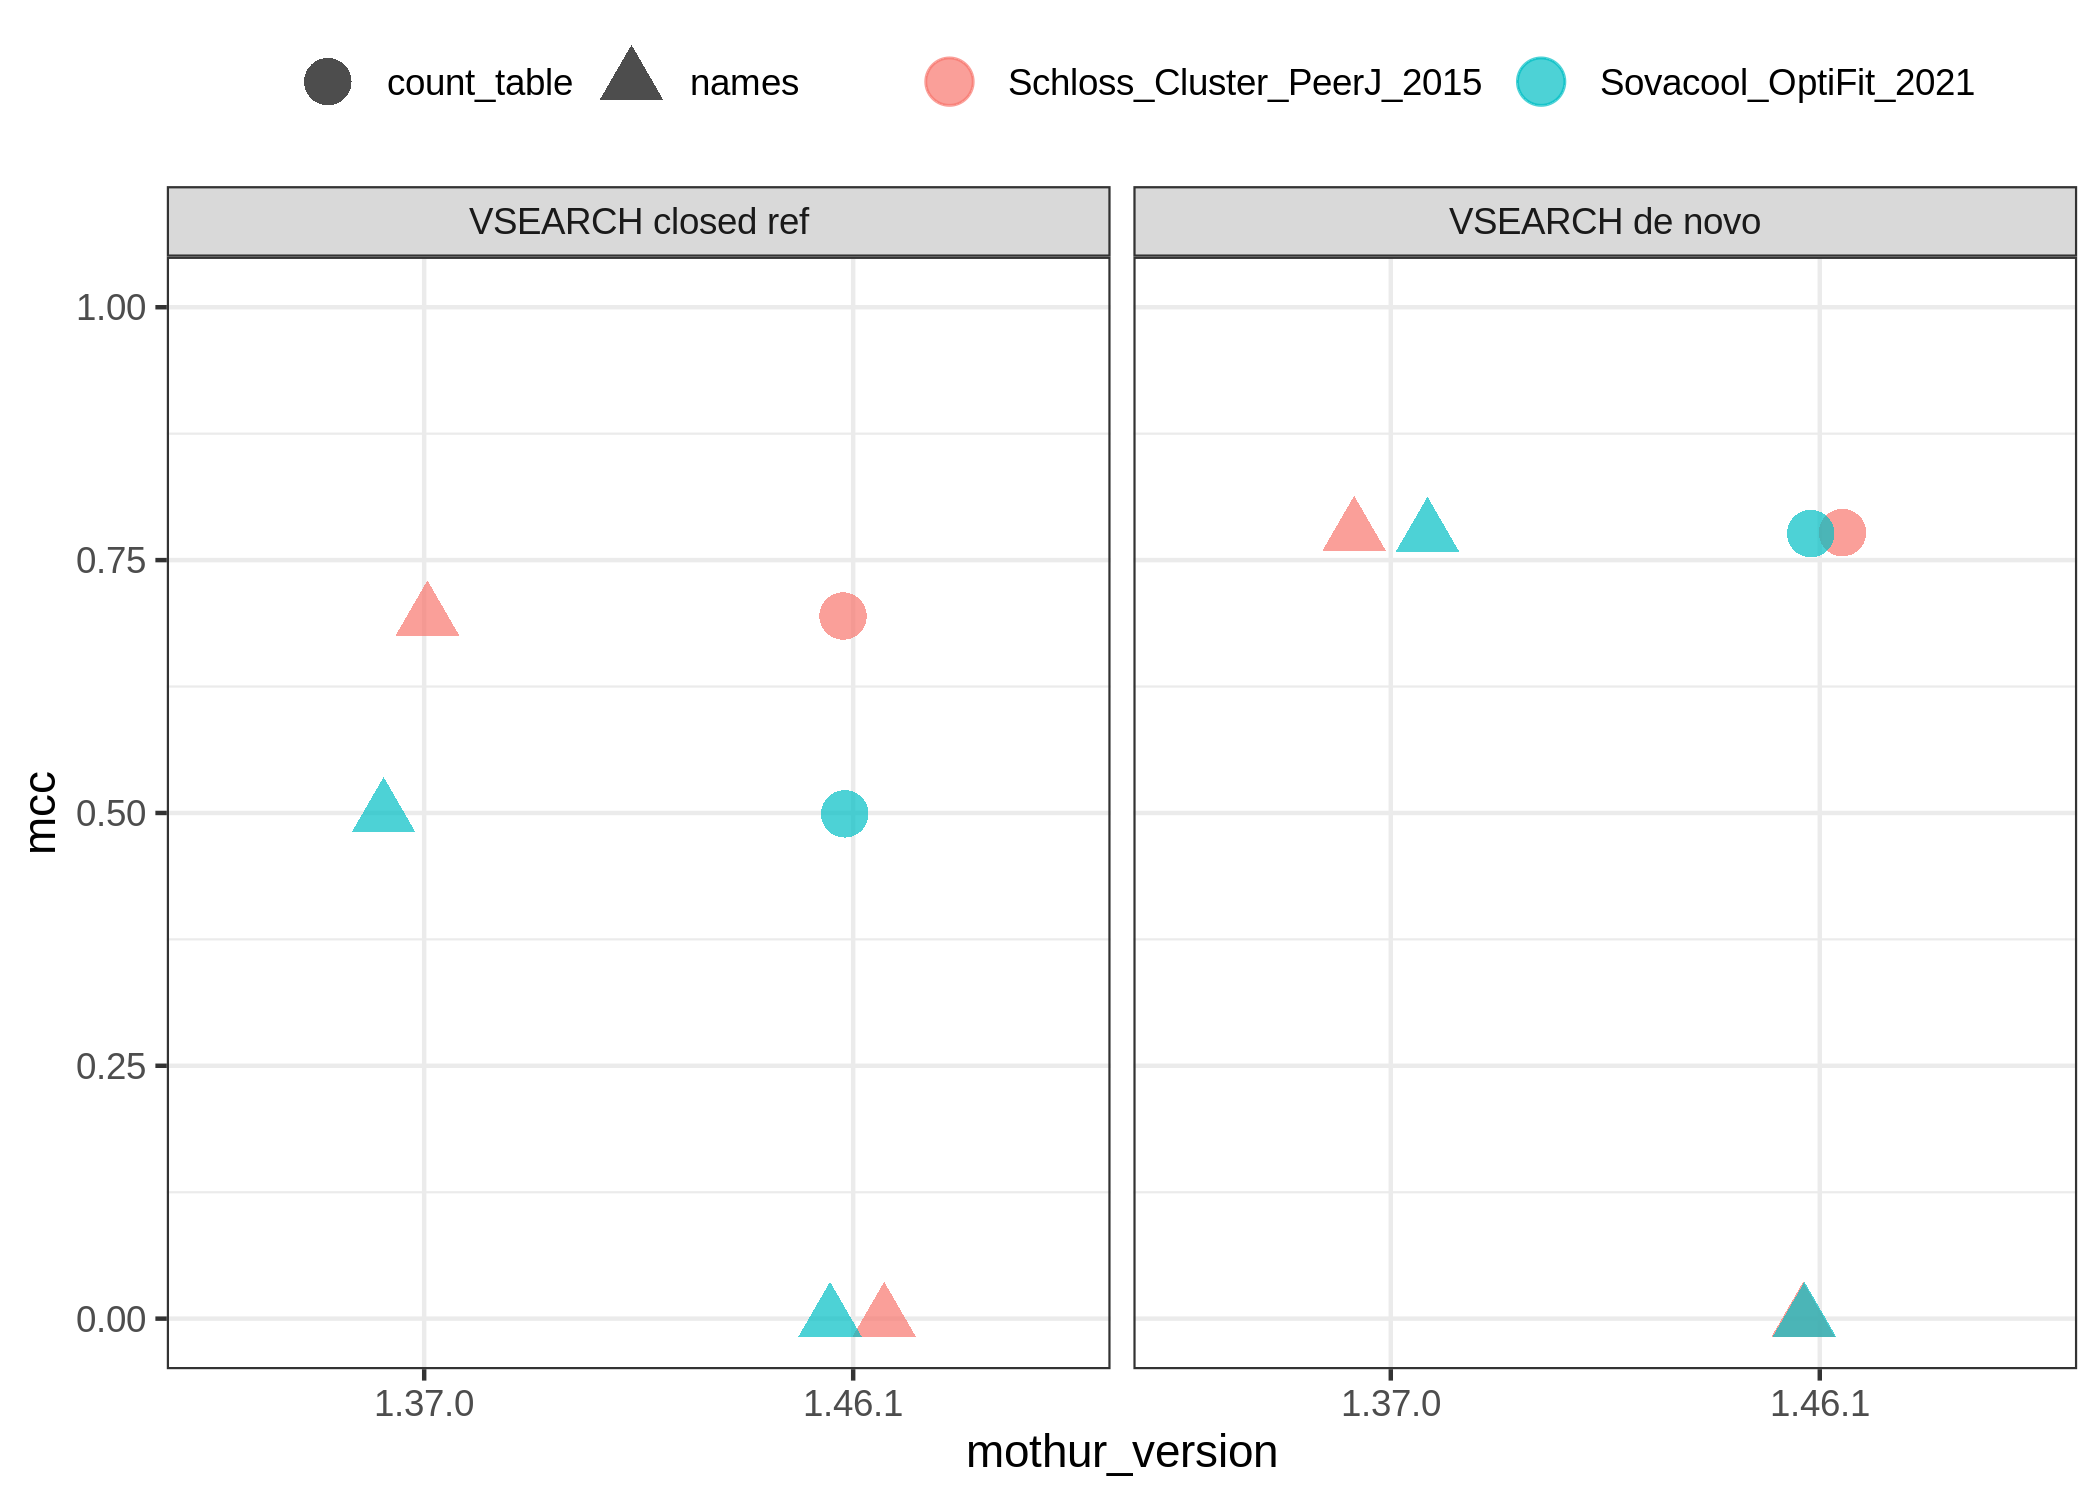 count_table names Schloss_Cluster_PeerJ_2015 Sovacool_OptiFit_2021
VSEARCH closed ref VSEARCH de novo
1.00
0.75
0.50
0.25
0.00
mcc
1.37.0 1.46.1 1.37.0 1.46.1
mothur_version